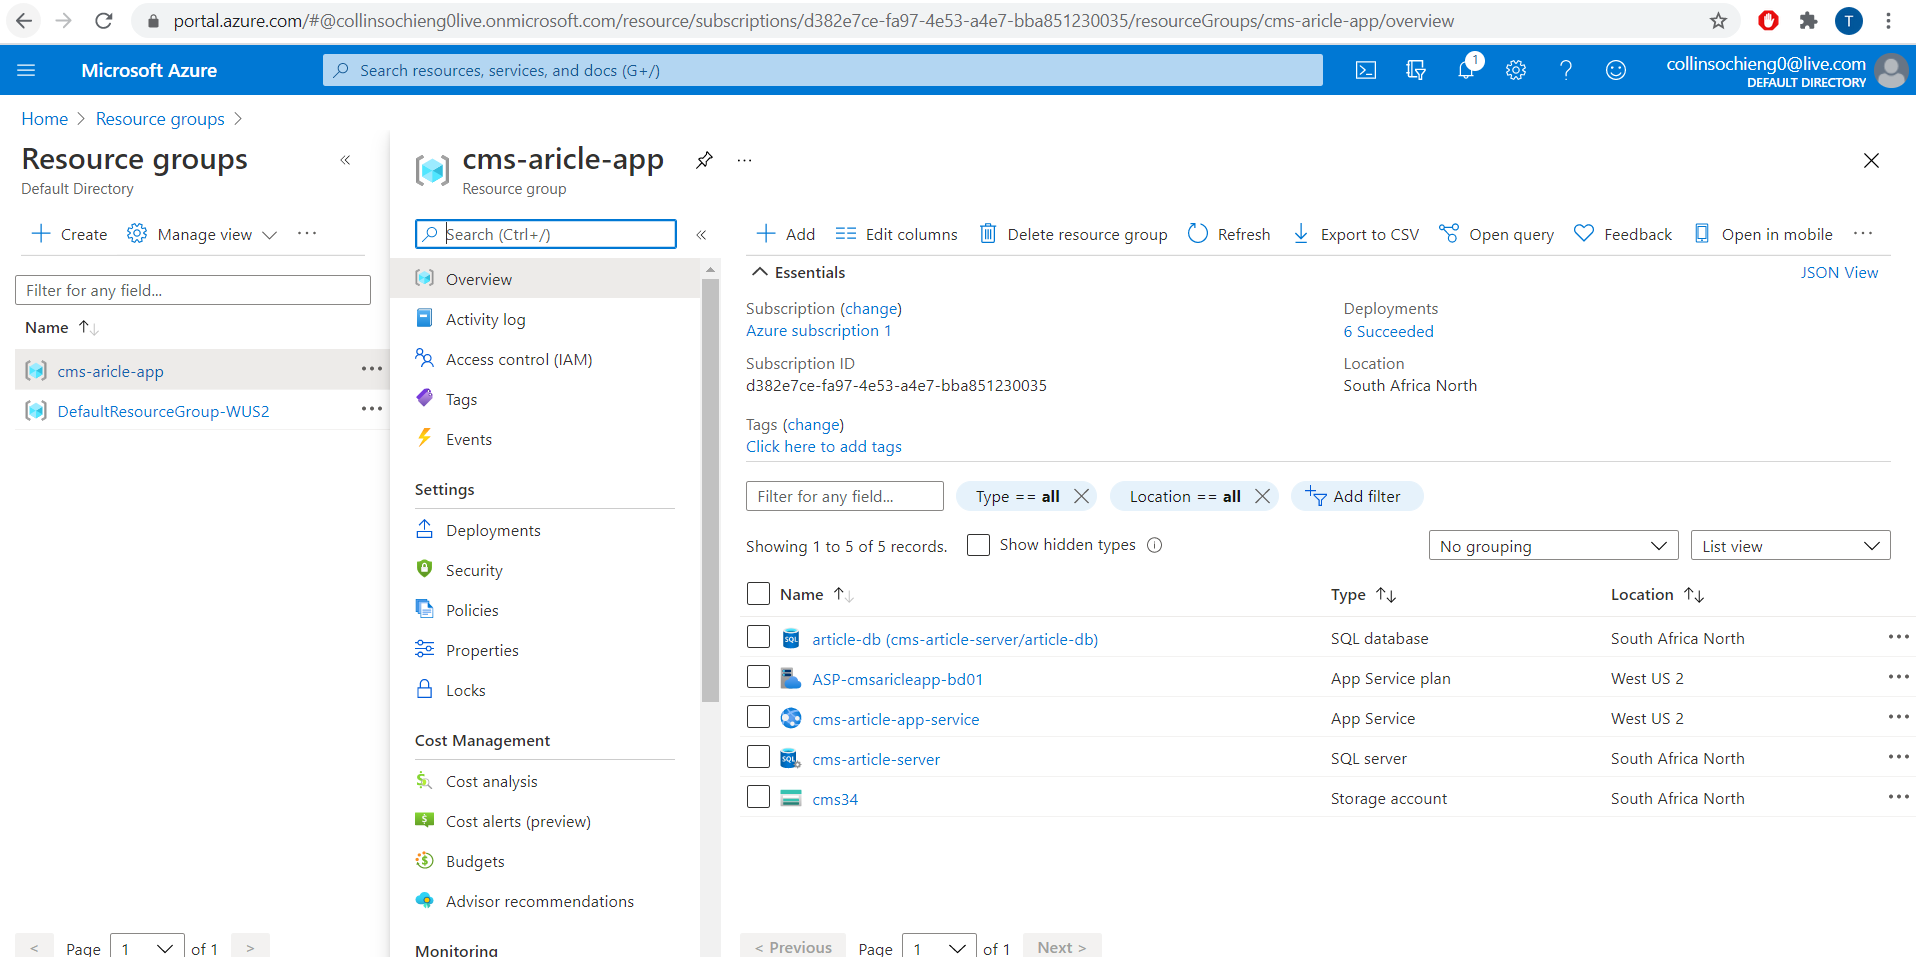 portal.azure.com/#@collinsochieng0live.onmicrosoft.com/resource/subscriptions/d382e7ce-fa97-4e53-a4e7-bba851230035/resourceGroups/cms-aricle-app/overview
T
Microsoft Azure
Search resources, services, and docs (G+/)
1
collinsochieng0@live.com
DEFAULT DIRECTORY
Home > Resource groups >
Resource groups
Default Directory
+ Create
Manage view
...
Filter for any field...
Name
cms-aricle-app
DefaultResourceGroup-WUS2
< Page 1 of 1 >
cms-aricle-app
...
Resource group
Search (Ctrl+/)
Overview
Activity log
Access control (IAM)
Tags
Events
Settings
Deployments
Security
Policies
Properties
Locks
Cost Management
Cost analysis
Cost alerts (preview)
Budgets
Advisor recommendations
Monitoring
+ Add Edit columns Delete resource group Refresh Export to CSV Open query Feedback Open in mobile ...
Essentials
JSON View
Subscription (change)
Azure subscription 1
Subscription ID
d382e7ce-fa97-4e53-a4e7-bba851230035
Tags (change)
Click here to add tags
Deployments
6 Succeeded
Location
South Africa North
Filter for any field... Type == all Location == all Add filter
Showing 1 to 5 of 5 records. Show hidden types
No grouping List view
Name Type Location
SQL article-db (cms-article-server/article-db) SQL database South Africa North
ASP-cmsaricleapp-bd01 App Service plan West US 2
cms-article-app-service App Service West US 2
SQL cms-article-server SQL server South Africa North
cms34 Storage account South Africa North
< Previous Page 1 of 1 Next >